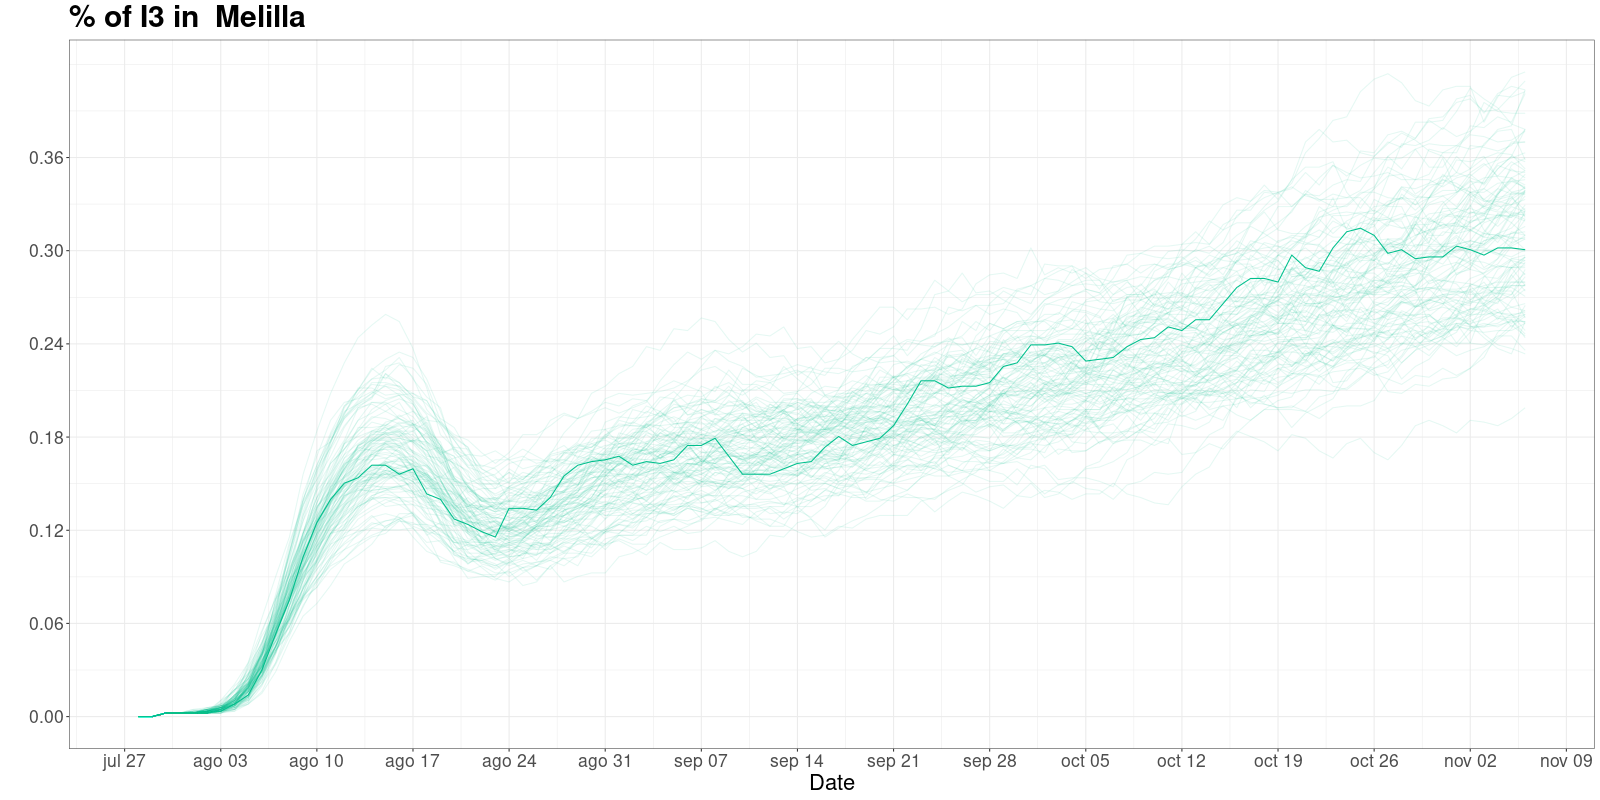 % of I3 in  Melilla
0.36
0.30
0.24
0.18
0.12
0.06
0.00
jul 27 ago 03 ago 10 ago 17 ago 24 ago 31 sep 07 sep 14 sep 21 sep 28 oct 05 oct 12 oct 19 oct 26 nov 02 nov 09
Date